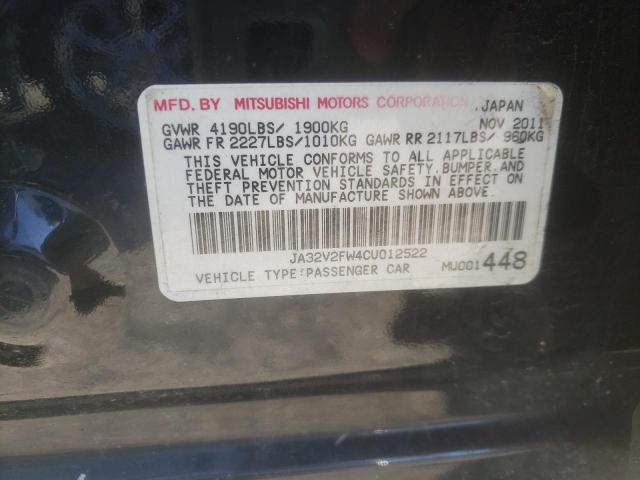 MFD. BY MITSUBISHI MOTORS CORPORATION, JAPAN
GVWR 4190LBS/ 1900KG NOV 2011
GAWR FR 2227LBS/1010KG GAWR RR 2117LBS/ 960KG
THIS VEHICLE CONFORMS TO ALL APPLICABLE
FEDERAL MOTOR VEHICLE SAFETY, BUMPER, AND
THEFT PREVENTION STANDARDS IN EFFECT ON
THE DATE OF MANUFACTURE SHOWN ABOVE.
JA32V2FW4CU012522
VEHICLE TYPE:PASSENGER CAR MU001448